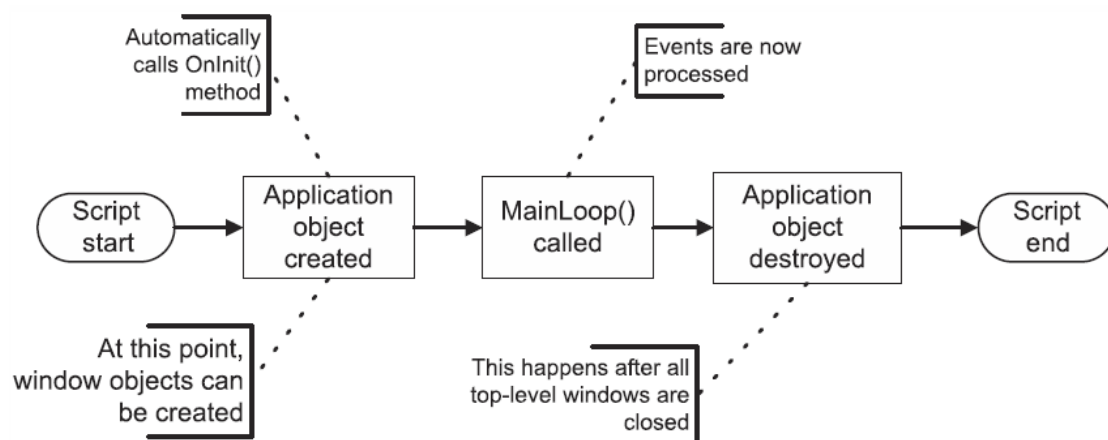 Automatically
calls OnInit()
method
Events are now
processed
Script
start
Application
object
created
MainLoop()
called
Application
object
destroyed
Script
end
At this point,
window objects can
be created
This happens after all
top-level windows are
closed